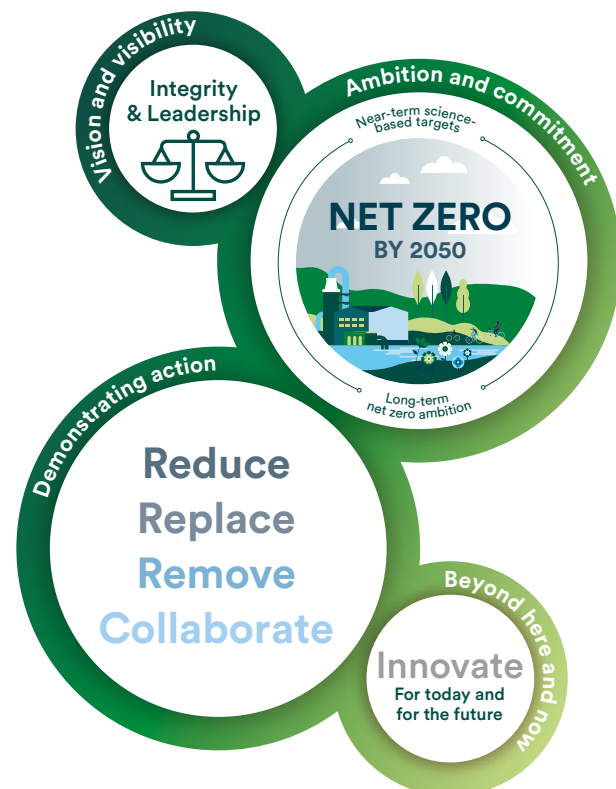 Vision and visibility
Integrity
& Leadership
Ambition and commitment
Near-term science-
based targets
NET ZERO
BY 2050
Long-term
net zero ambition
Demonstrating action
Reduce
Replace
Remove
Collaborate
Beyond here and now
Innovate
For today and
for the future